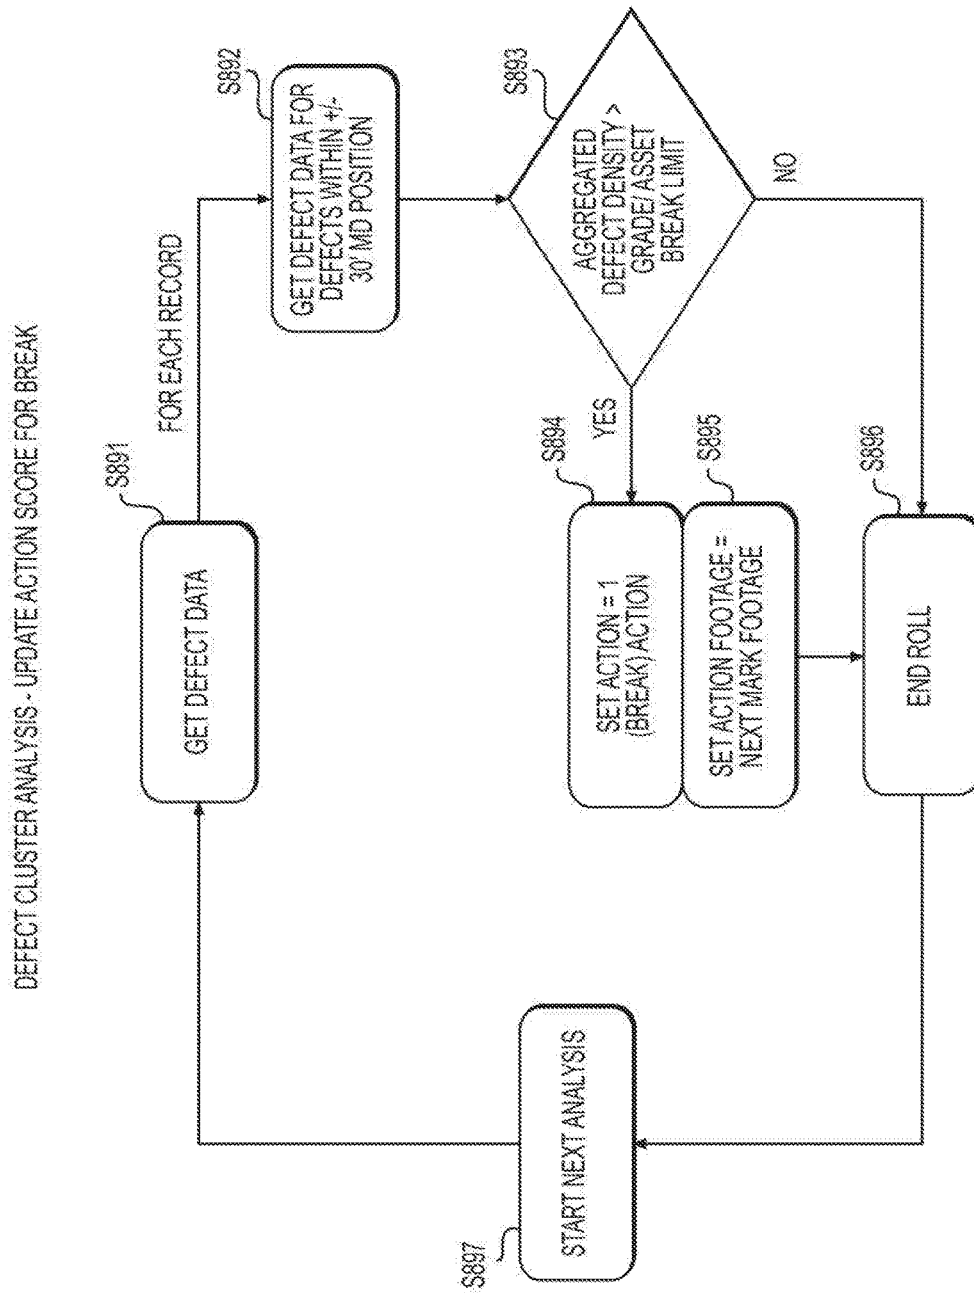 DEFECT CLUSTER ANALYSIS - UPDATE ACTION SCORE FOR BREAK
S891
GET DEFECT DATA
FOR EACH RECORD
S892
GET DEFECT DATA FOR
DEFECTS WITHIN +/-
30' MD POSITION
S893
AGGREGATED
DEFECT DENSITY >
GRADE/ ASSET
BREAK LIMIT
YES
NO
S894
SET ACTION = 1
(BREAK) ACTION
S895
SET ACTION FOOTAGE =
NEXT MARK FOOTAGE
S896
END ROLL
S897
START NEXT ANALYSIS